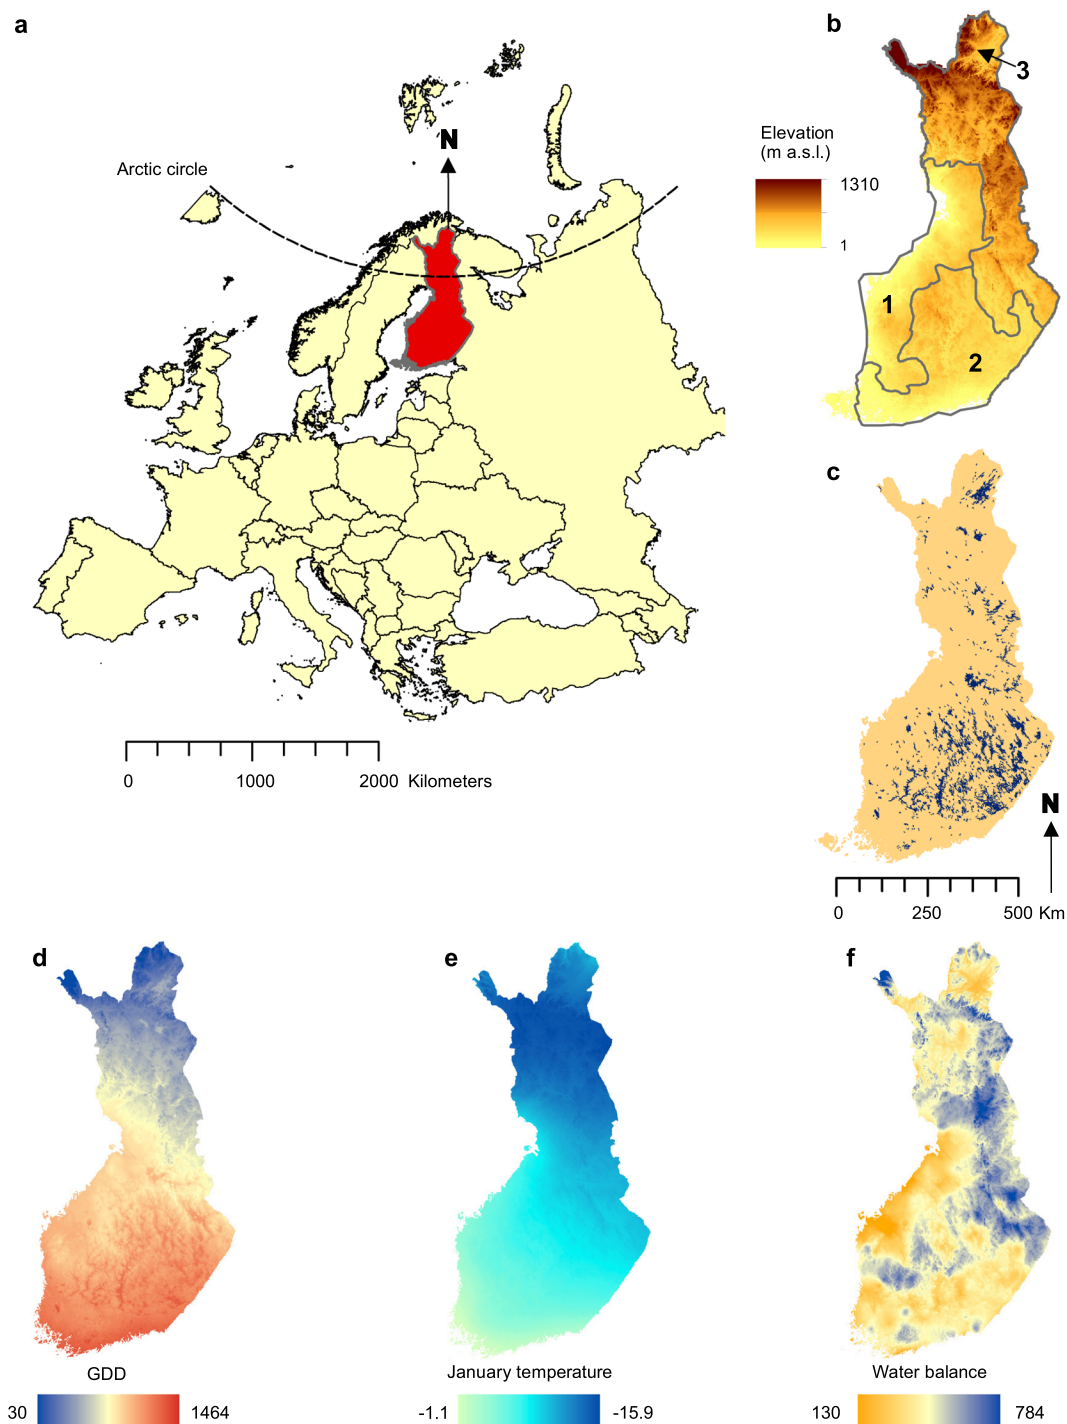 a
N
Arctic circle
0 1000 2000 Kilometers
b
3
Elevation
(m a.s.l.)
1310
1
1
2
c
N
0 250 500 Km
d
GDD
30 1464
e
January temperature
-1.1 -15.9
f
Water balance
130 784